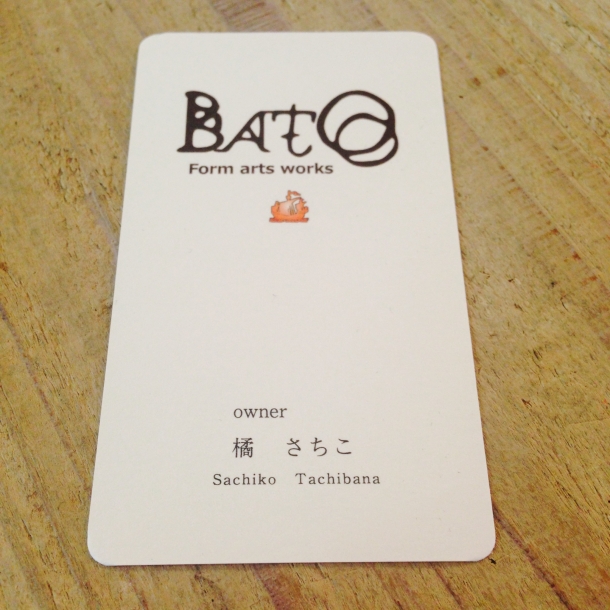 BATO
Form arts works
owner
橘 さちこ
Sachiko Tachibana